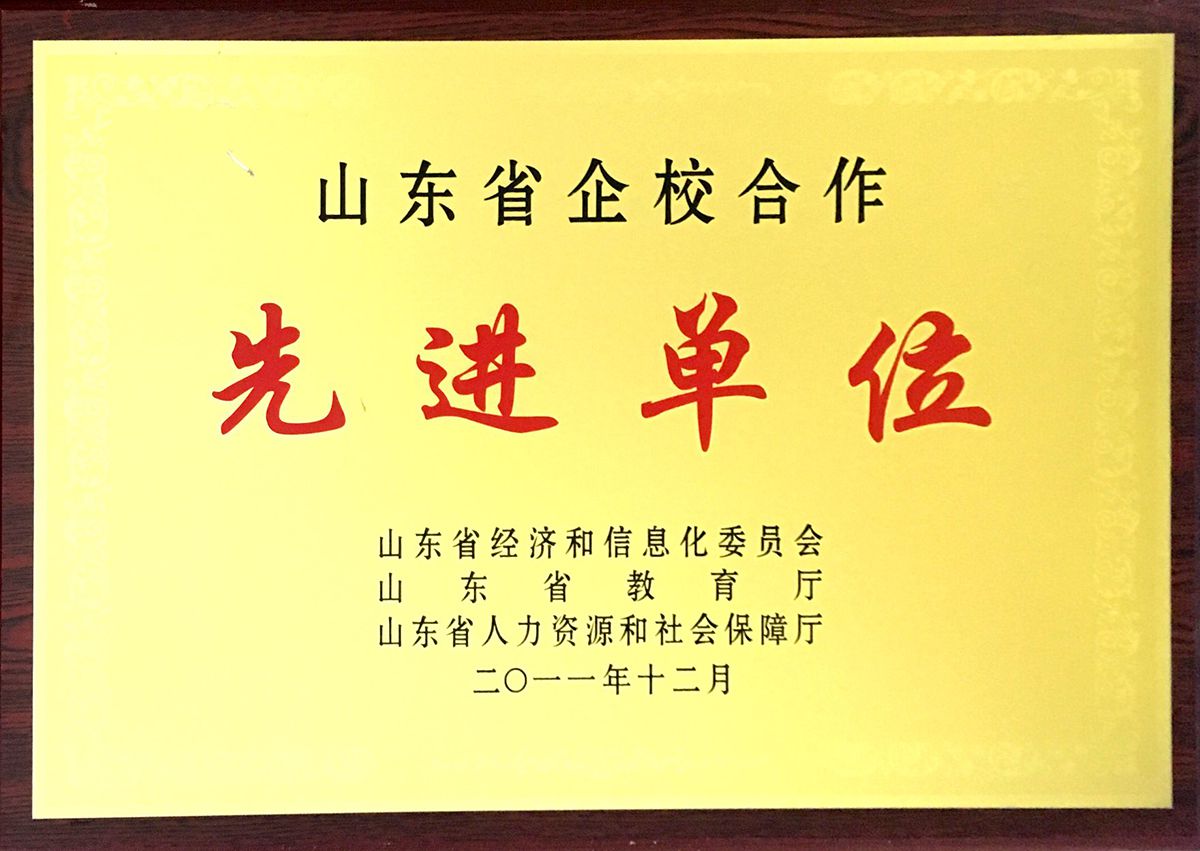 山东省企校合作
先进单位
山东省经济和信息化委员会
山东省教育厅
山东省人力资源和社会保障厅
二〇一一年十二月